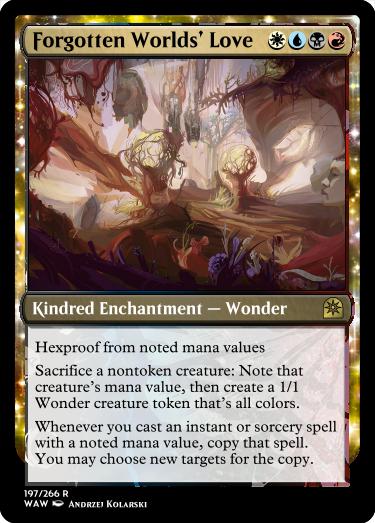 Forgotten Worlds' Love
Kindred Enchantment — Wonder
Hexproof from noted mana values
Sacrifice a nontoken creature: Note that
creature's mana value, then create a 1/1
Wonder creature token that's all colors.
Whenever you cast an instant or sorcery spell
with a noted mana value, copy that spell.
You may choose new targets for the copy.
197/266 R
WAW Andrzej Kolarski